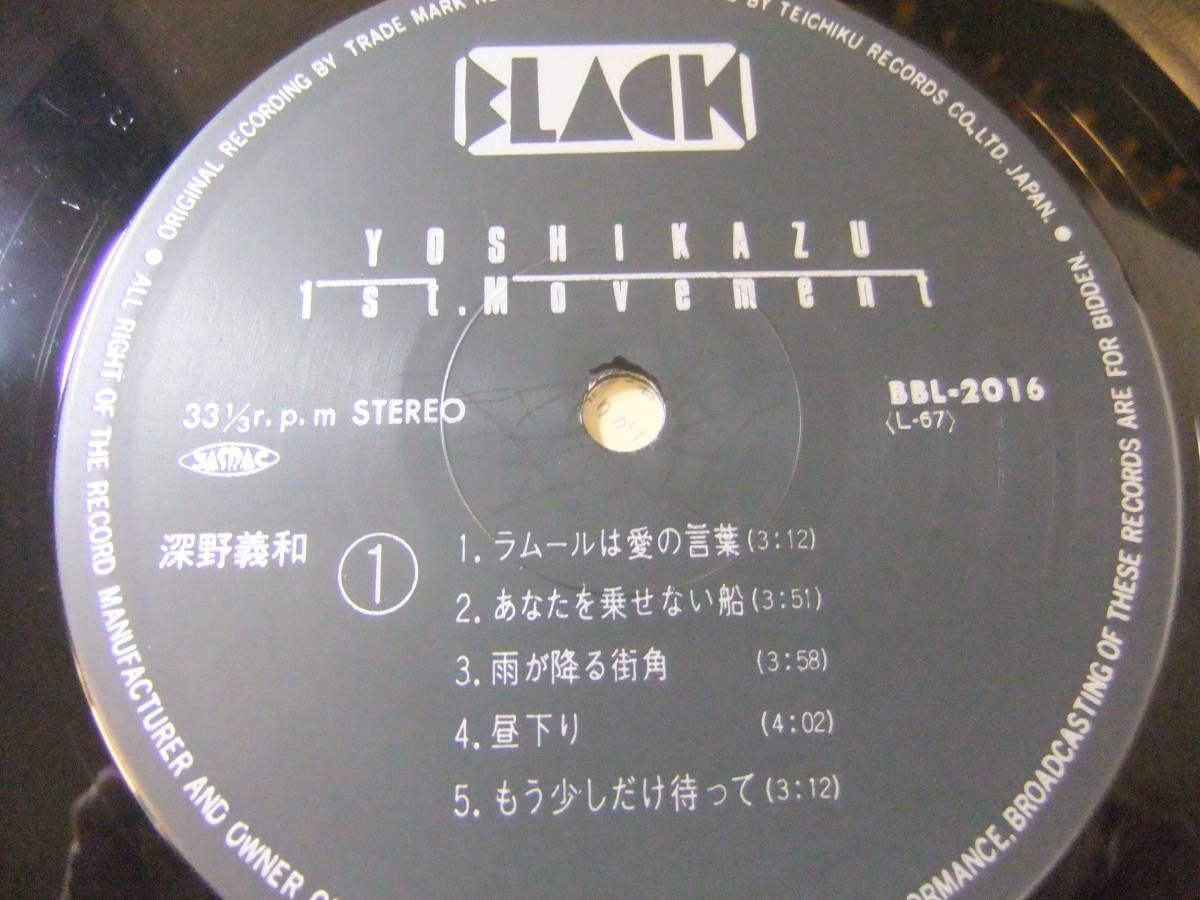 BLACK
YOSHIKAZU
1st.Movement
33 1/3 r.p.m STEREO
BBL-2016
〈L-67〉
JASRAC
深野義和
①
1. ラムールは愛の言葉 (3:12)
2. あなたを乗せない船 (3:51)
3. 雨が降る街角 (3:58)
4. 昼下り (4:02)
5. もう少しだけ待って (3:12)
● ALL RIGHT OF THE RECORD MANUFACTURER AND OWNER
● ORIGINAL RECORDING BY TRADE MARK
BY TEICHIKU RECORDS CO., LTD. JAPAN. ●
BROADCASTING OF THESE RECORDS ARE FOR BIDDEN.